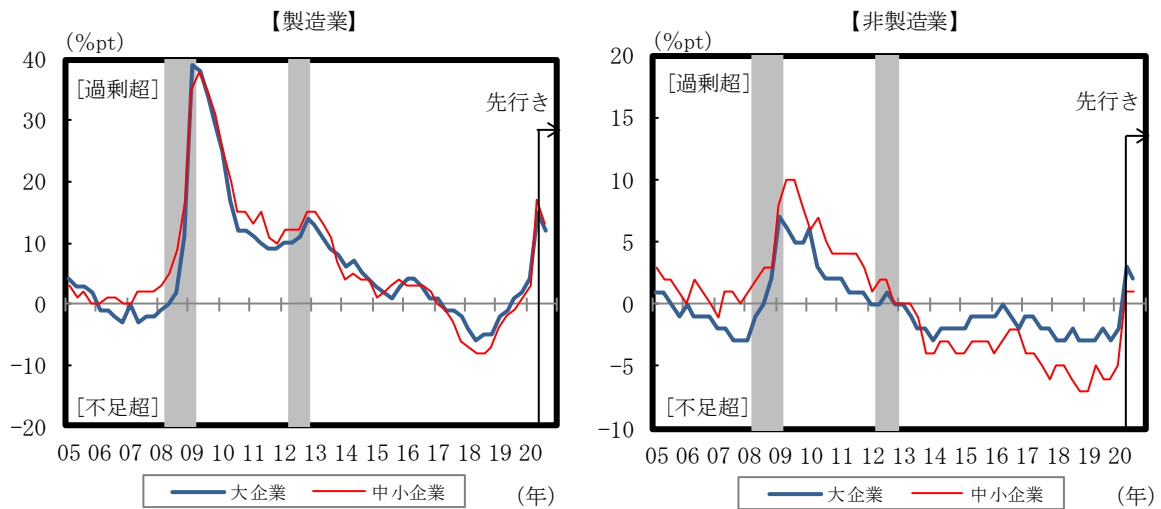 【製造業】
(%pt)
40
30
20
10
0
-10
-20
[過剰超]
先行き
[不足超]
05 06 07 08 09 10 11 12 13 14 15 16 17 18 19 20
大企業 中小企業
(年)
【非製造業】
(%pt)
20
15
10
5
0
-5
-10
[過剰超]
先行き
[不足超]
05 06 07 08 09 10 11 12 13 14 15 16 17 18 19 20
大企業 中小企業
(年)